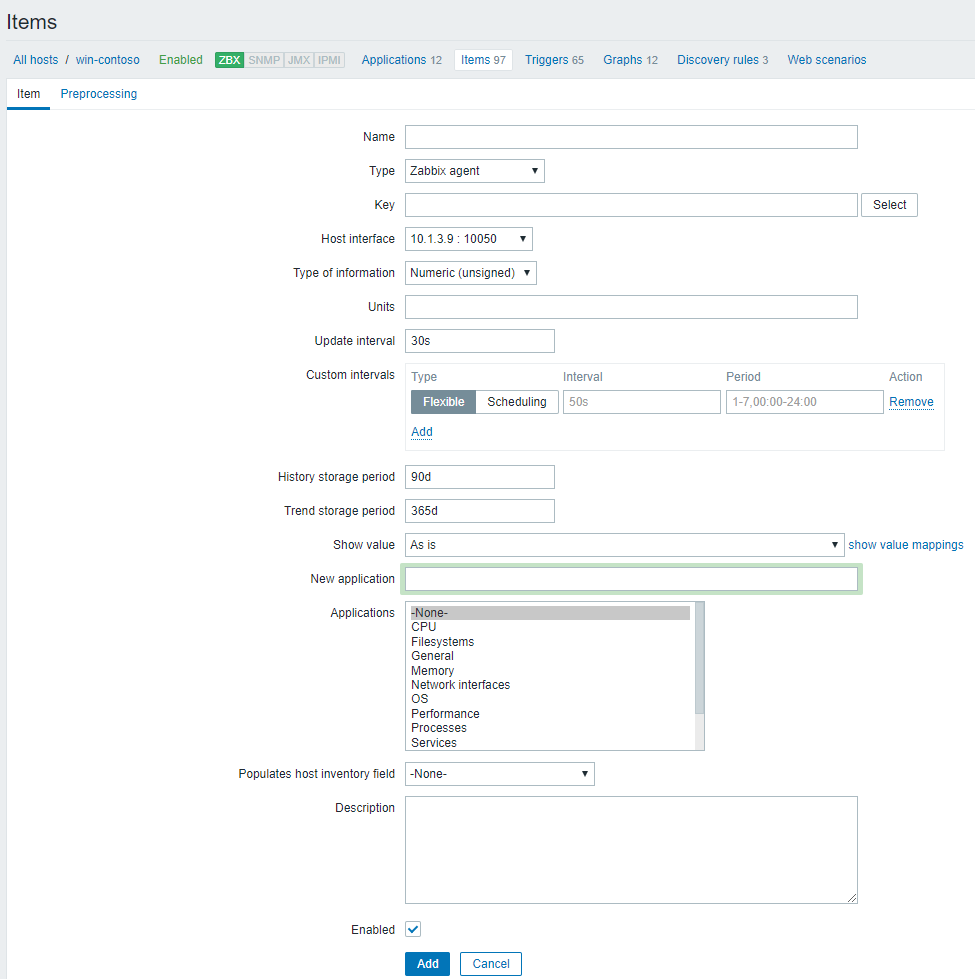 Items
All hosts / win-contoso Enabled ZBX SNMP JMX IPMI Applications 12 Items 97 Triggers 65 Graphs 12 Discovery rules 3 Web scenarios
Item Preprocessing
Name
Type Zabbix agent
Key Select
Host interface 10.1.3.9 : 10050
Type of information Numeric (unsigned)
Units
Update interval 30s
Custom intervals Type Interval Period Action
Flexible Scheduling 50s 1-7,00:00-24:00 Remove
Add
History storage period 90d
Trend storage period 365d
Show value As is show value mappings
New application
Applications -None-
CPU
Filesystems
General
Memory
Network interfaces
OS
Performance
Processes
Services
Populates host inventory field -None-
Description
Enabled
Add Cancel